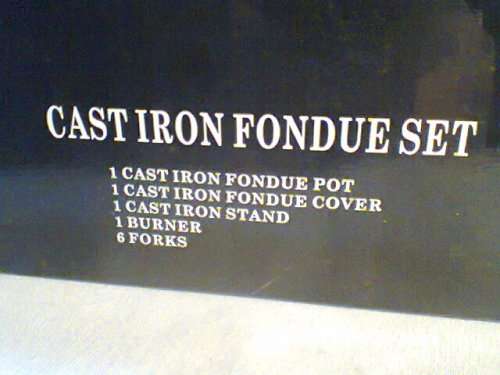 CAST IRON FONDUE SET
1 CAST IRON FONDUE POT
1 CAST IRON FONDUE COVER
1 CAST IRON STAND
1 BURNER
6 FORKS